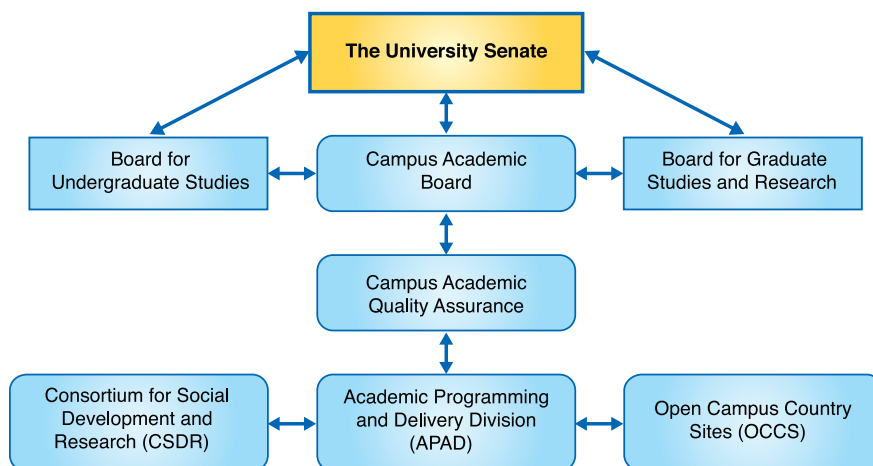 The University Senate
Board for
Undergraduate Studies
Campus Academic
Board
Board for Graduate
Studies and Research
Campus Academic
Quality Assurance
Consortium for Social
Development and
Research (CSDR)
Academic Programming
and Delivery Division
(APAD)
Open Campus Country
Sites (OCCS)